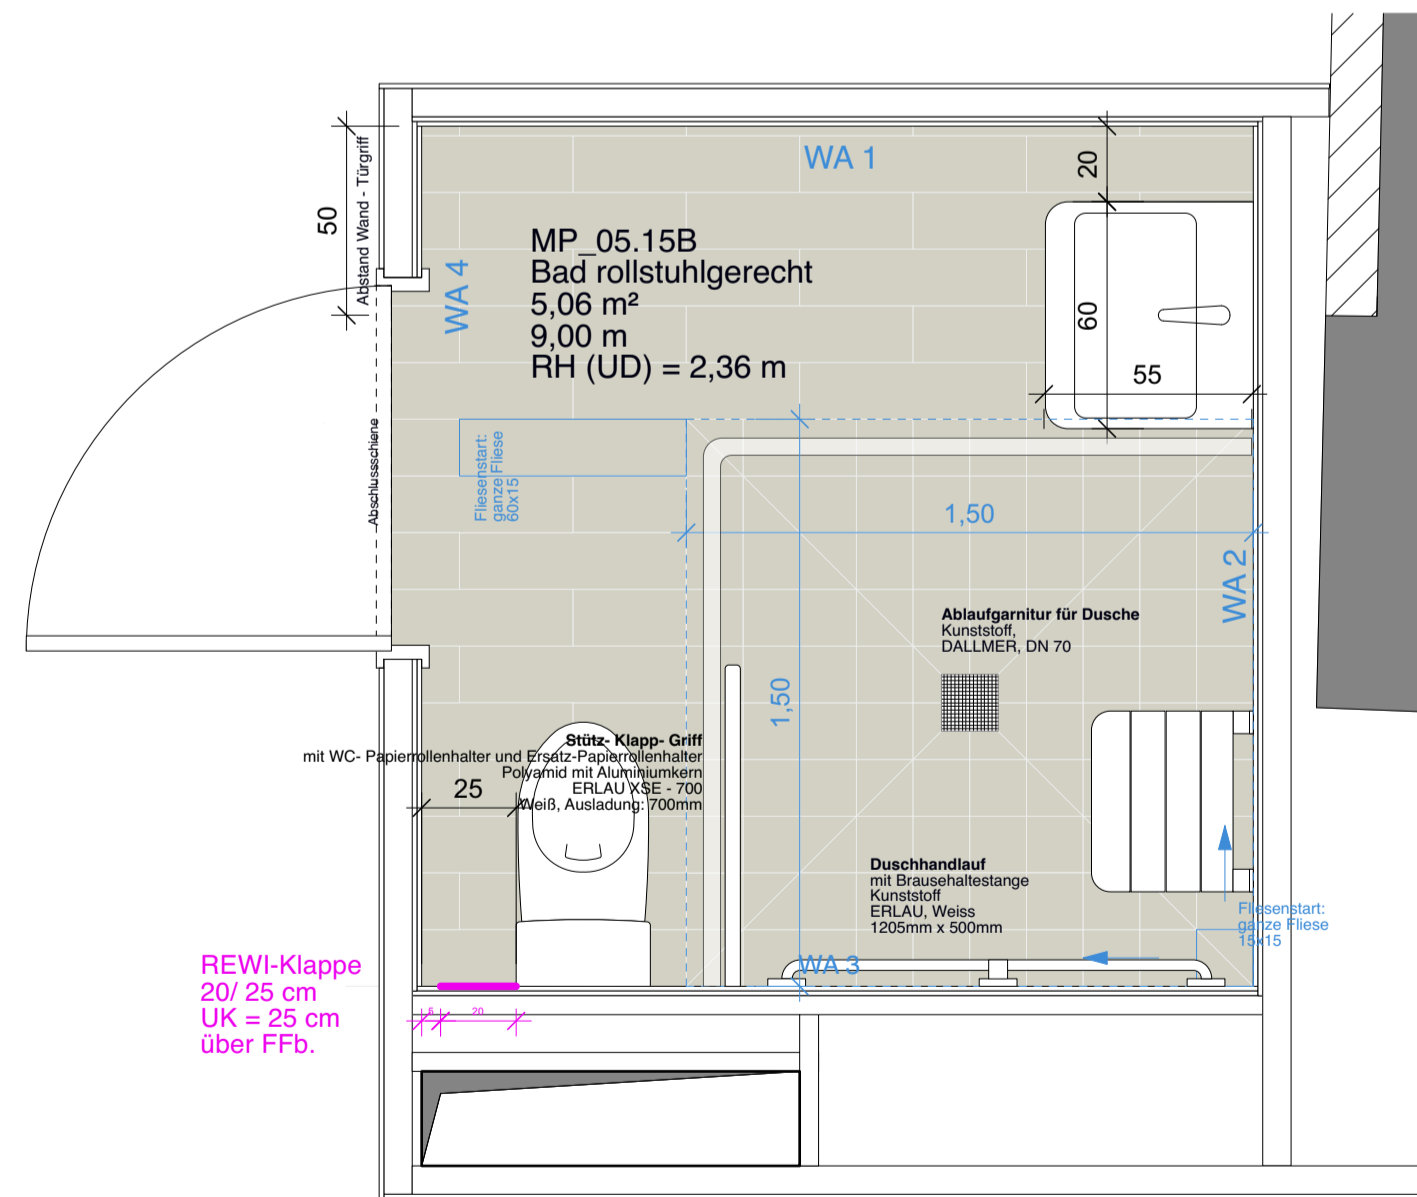 WA 1
20
50
Abstand Wand - Türgriff
WA 4
MP_05.15B
Bad rollstuhlgerecht
5,06 m²
9,00 m
RH (UD) = 2,36 m
60
55
Abschlussschiene
Fliesenstart:
ganze Fliese
60x15
1,50
WA 2
Ablaufgarnitur für Dusche
Kunststoff,
DALLMER, DN 70
1,50
Stütz- Klapp- Griff
mit WC- Papierrollenhalter und Ersatz-Papierrollenhalter
Polyamid mit Aluminiumkern
ERLAU XSE - 700
Weiß, Ausladung: 700mm
25
Duschhandlauf
mit Brausehaltestange
Kunststoff
ERLAU, Weiss
1205mm x 500mm
Fliesenstart:
ganze Fliese
15x15
WA 3
REWI-Klappe
20/ 25 cm
UK = 25 cm
über FFb.
5
20